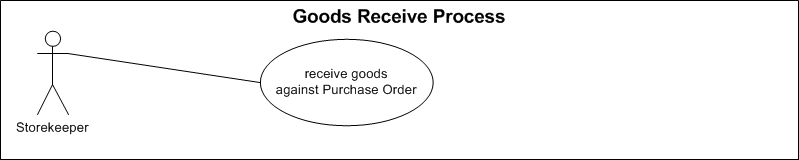 Goods Receive Process
receive goods
against Purchase Order
Storekeeper